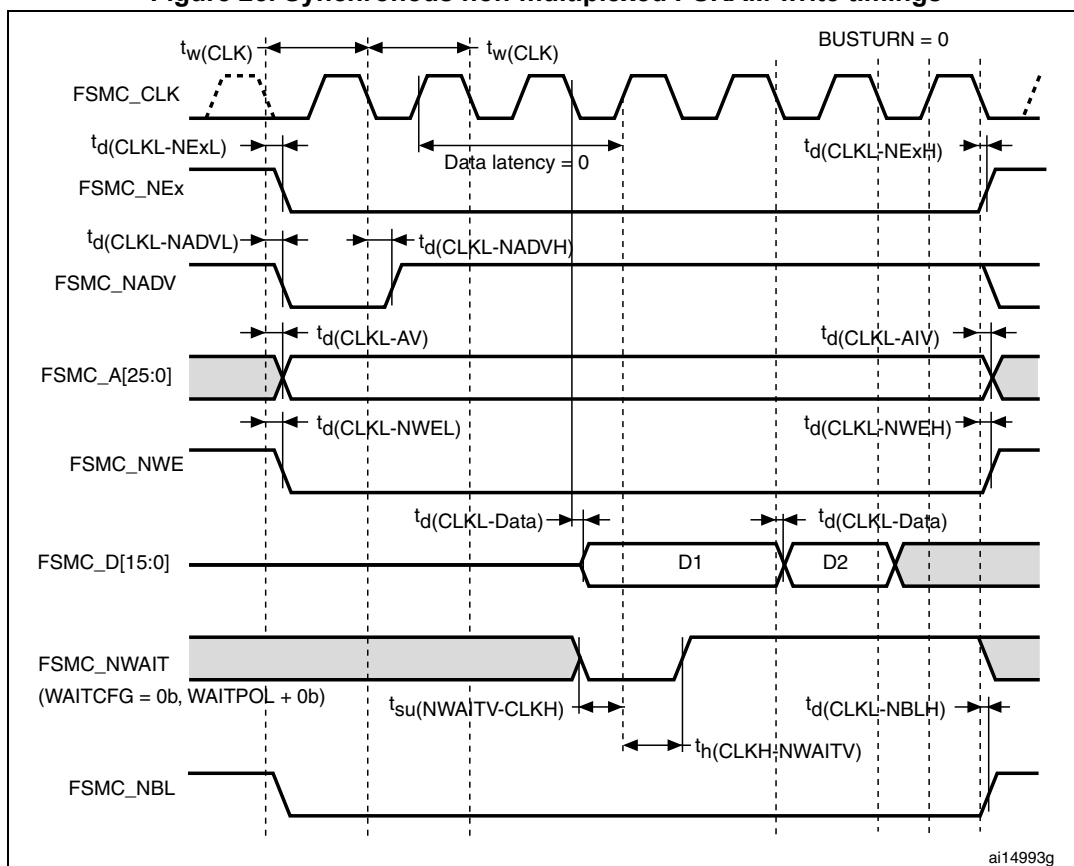 tw(CLK) tw(CLK) BUSTURN = 0
FSMC_CLK
td(CLKL-NExL) Data latency = 0 td(CLKL-NExH)
FSMC_NEx
td(CLKL-NADVL) td(CLKL-NADVH)
FSMC_NADV
td(CLKL-AV) td(CLKL-AIV)
FSMC_A[25:0]
td(CLKL-NWEL) td(CLKL-NWEH)
FSMC_NWE
td(CLKL-Data) td(CLKL-Data)
FSMC_D[15:0] D1 D2
FSMC_NWAIT
(WAITCFG = 0b, WAITPOL + 0b)
tsu(NWAITV-CLKH) td(CLKL-NBLH)
th(CLKH-NWAITV)
FSMC_NBL
ai14993g